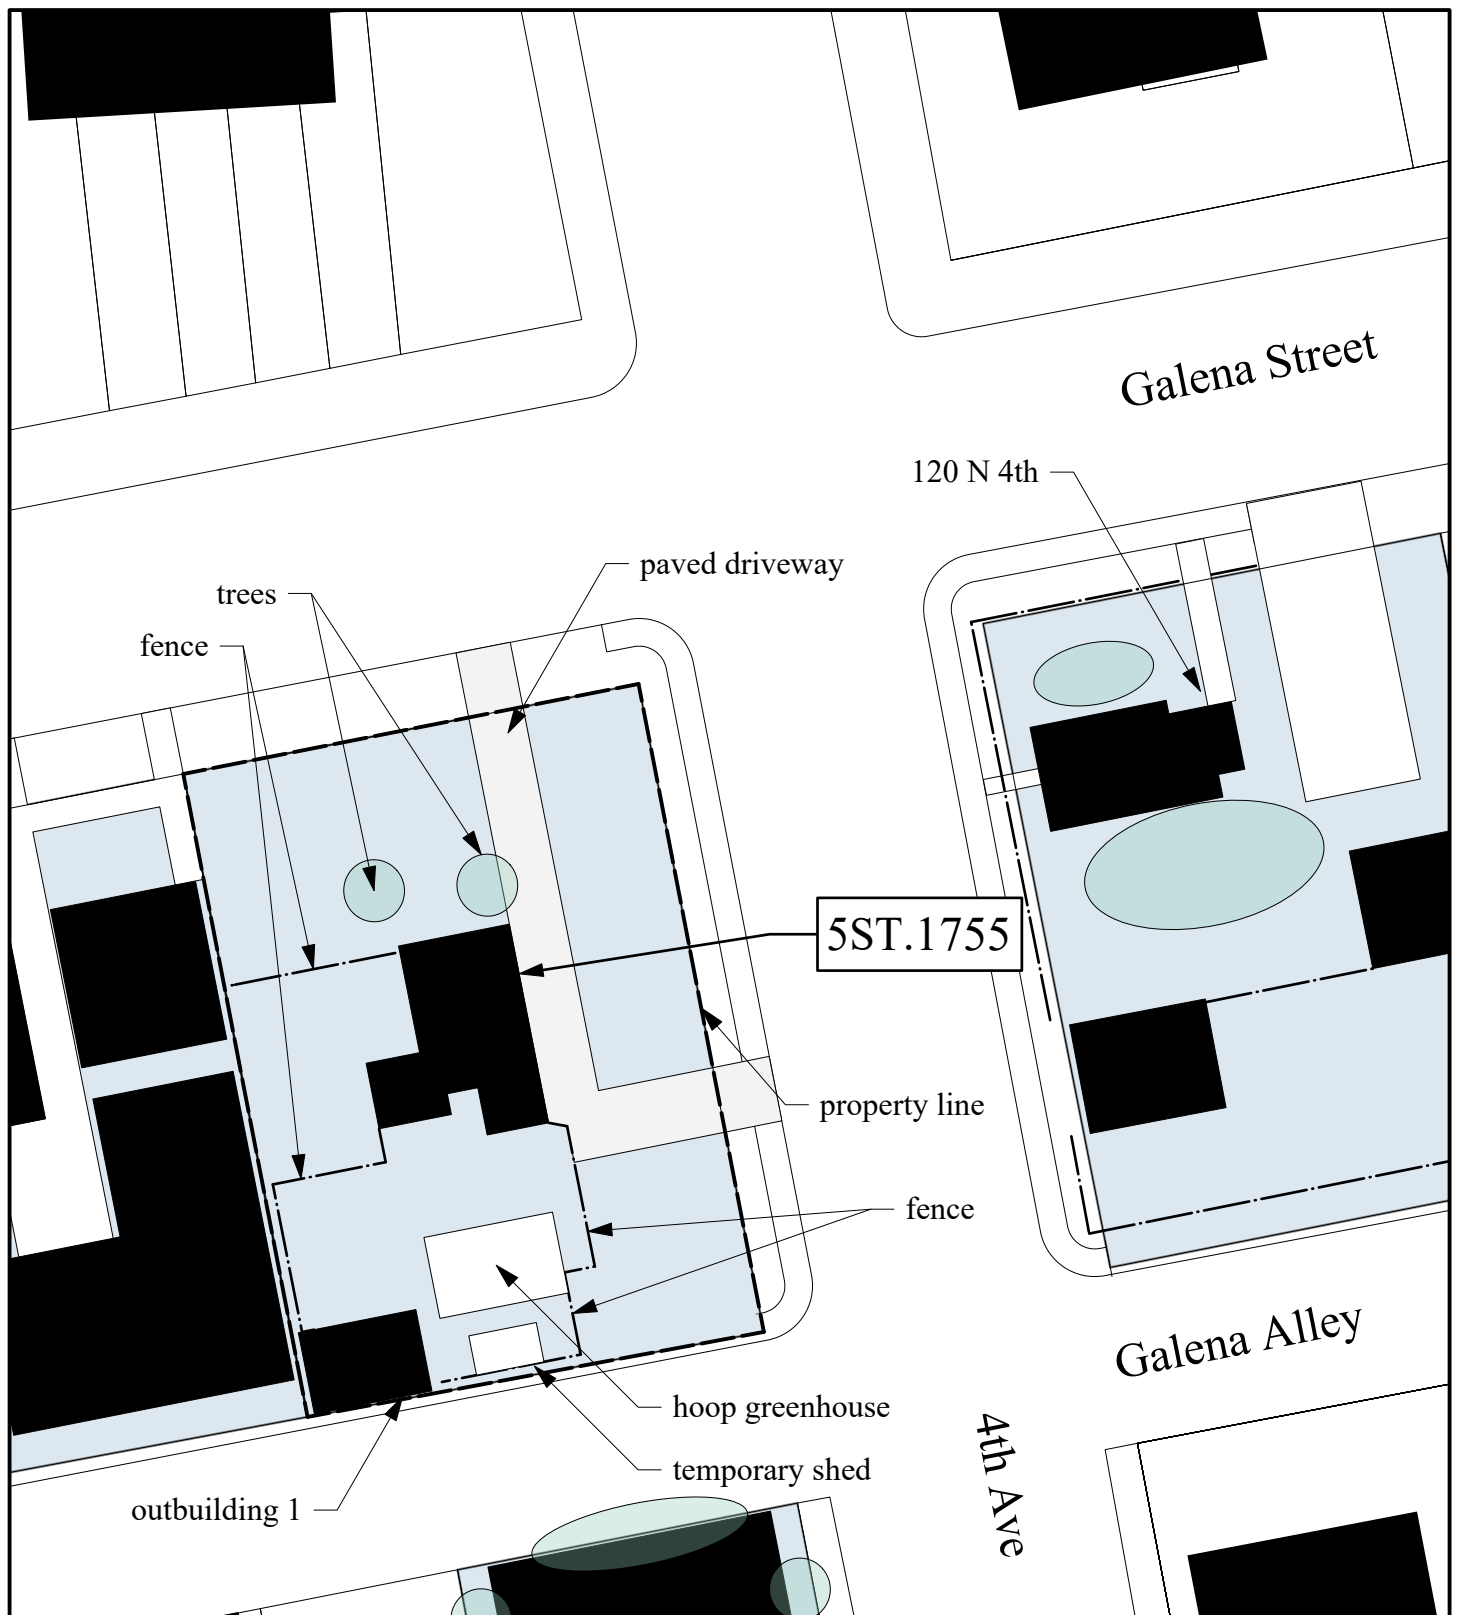 Galena Street
120 N 4th
paved driveway
trees
fence
5ST.1755
property line
fence
Galena Alley
hoop greenhouse
4th Ave
temporary shed
outbuilding 1